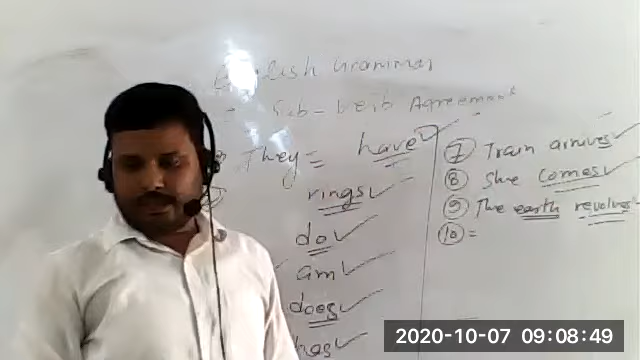 English Grammar
Sub-Verb Agreement
They = have
rings
do
am
does
has
⑦ Train arrives
⑧ She comes
⑨ The earth revolves
⑩ =
2020-10-07 09:08:49